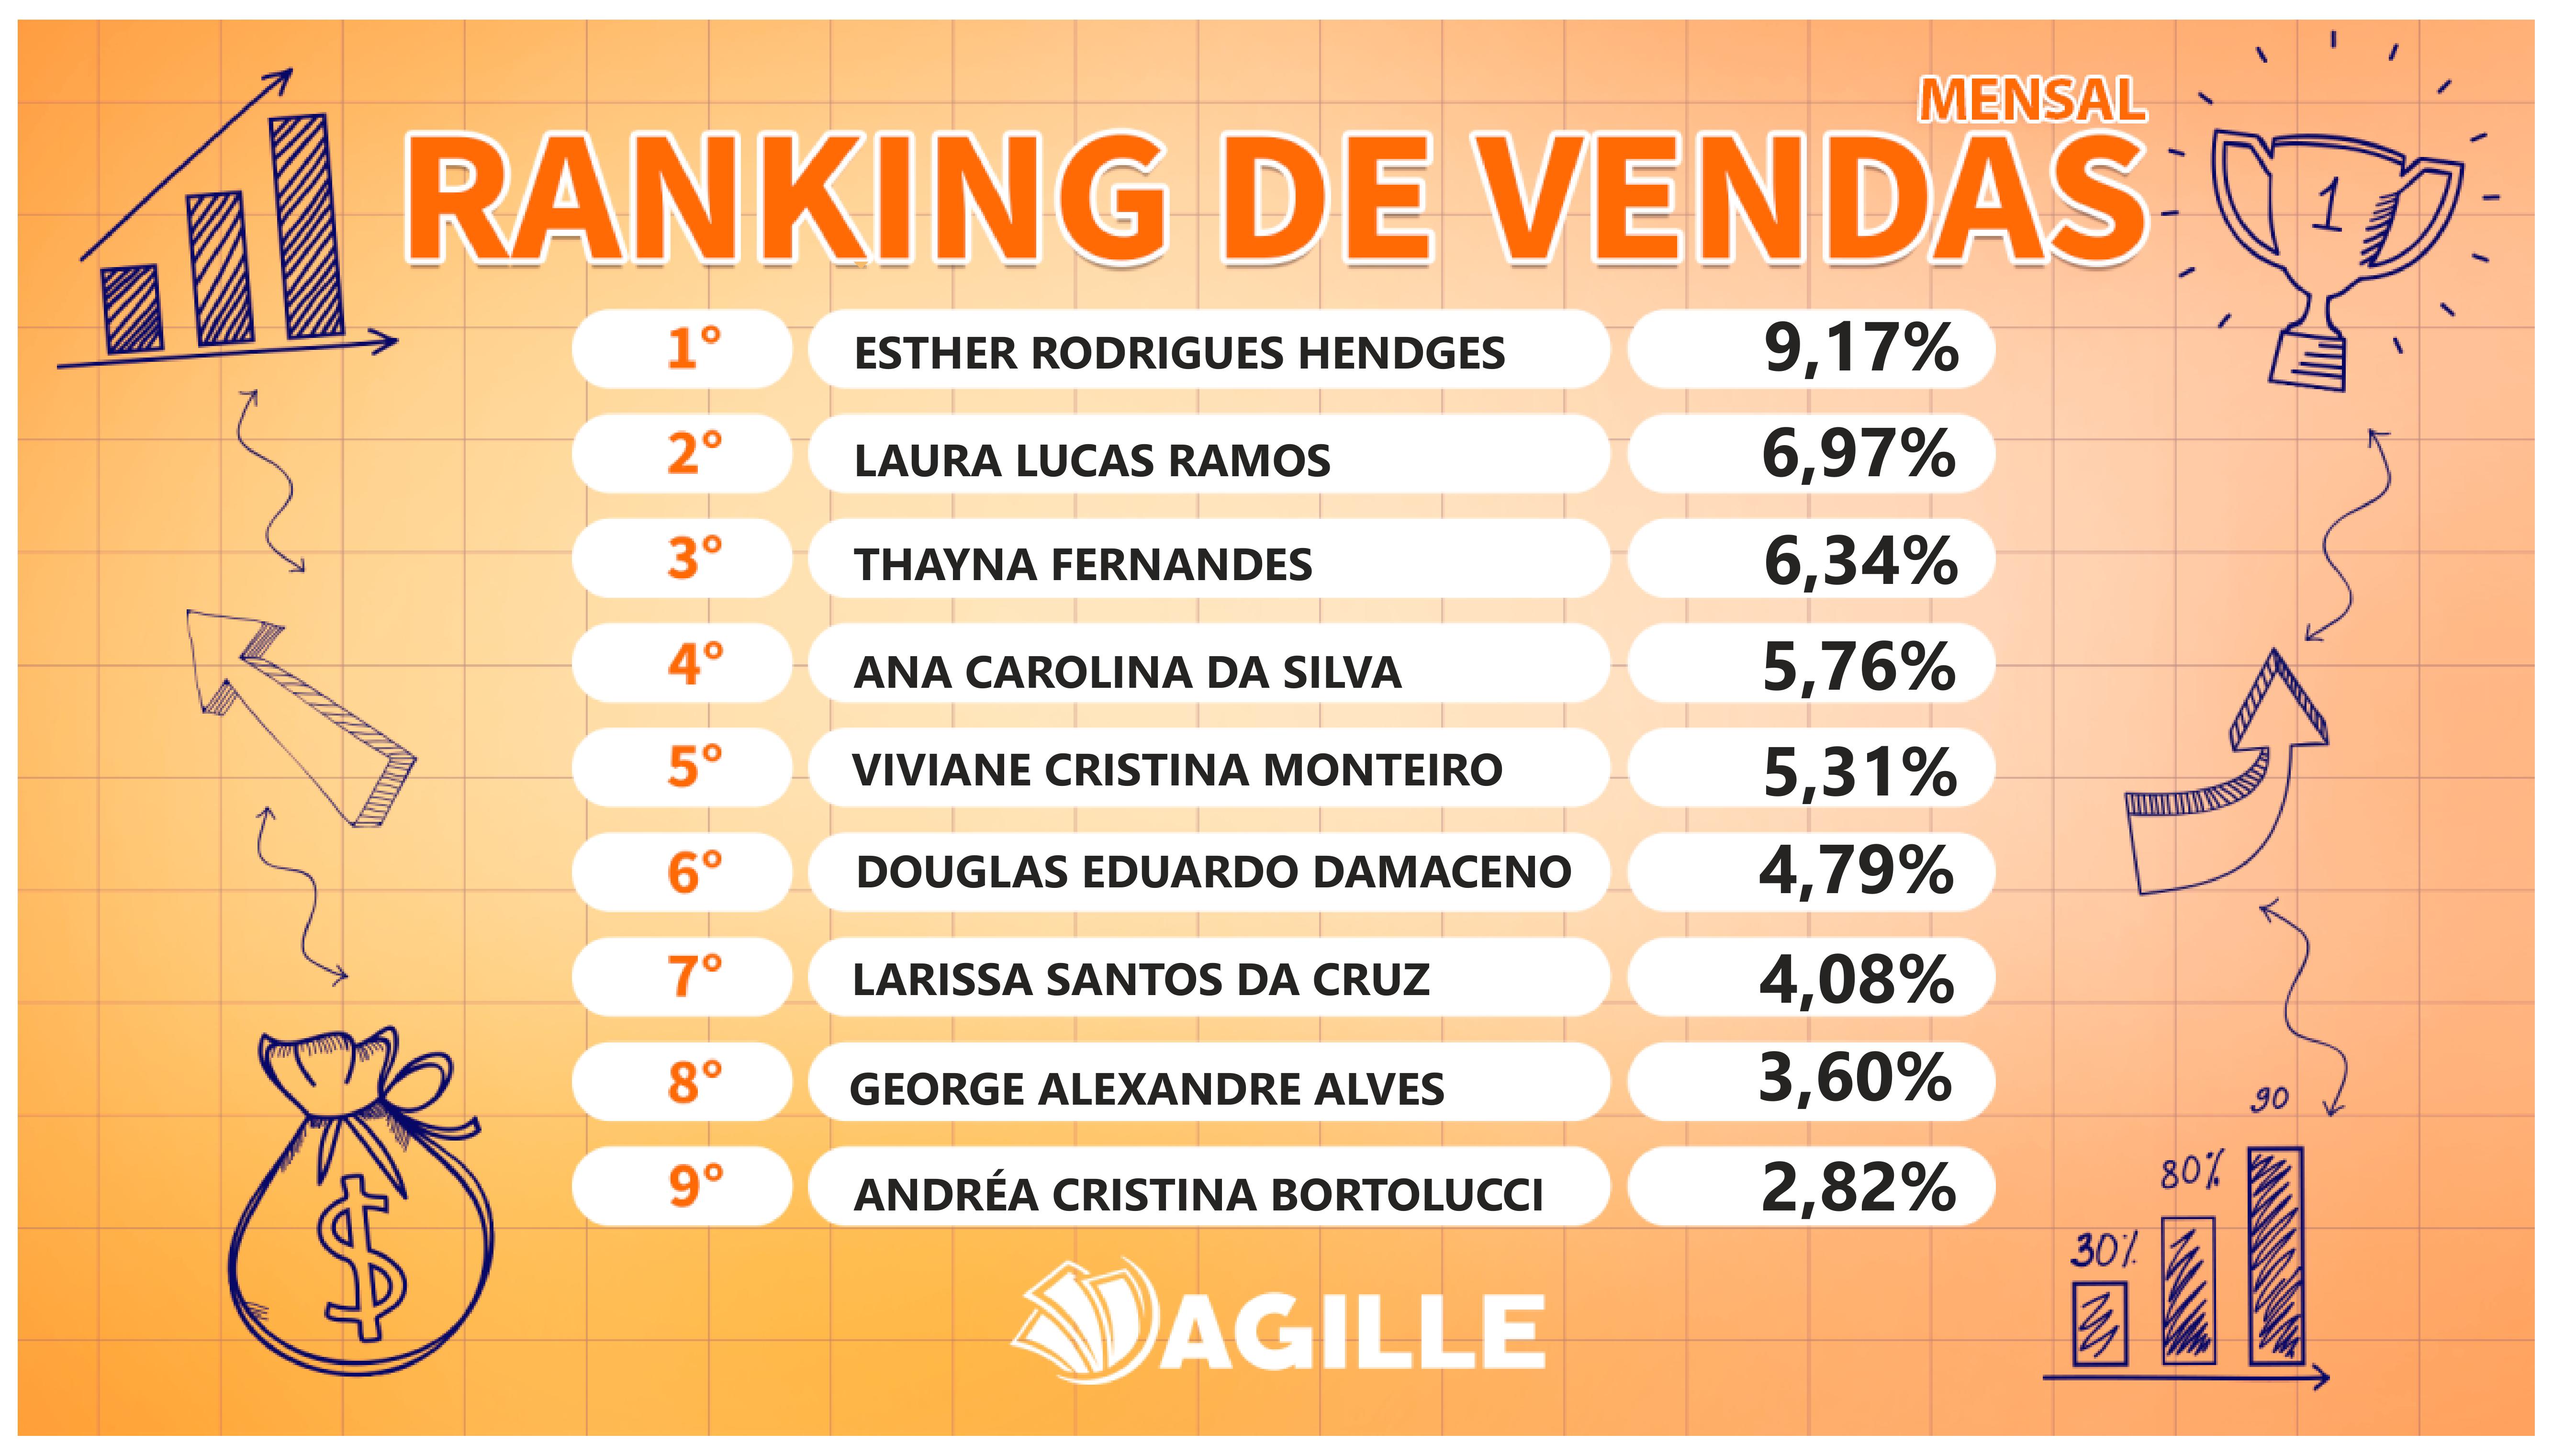 MENSAL
RANKING DE VENDAS
1
1° ESTHER RODRIGUES HENDGES 9,17%
2° LAURA LUCAS RAMOS 6,97%
3° THAYNA FERNANDES 6,34%
4° ANA CAROLINA DA SILVA 5,76%
5° VIVIANE CRISTINA MONTEIRO 5,31%
6° DOUGLAS EDUARDO DAMACENO 4,79%
7° LARISSA SANTOS DA CRUZ 4,08%
8° GEORGE ALEXANDRE ALVES 3,60%
9° ANDRÉA CRISTINA BORTOLUCCI 2,82%
90
80%
30%
$
AGILLE